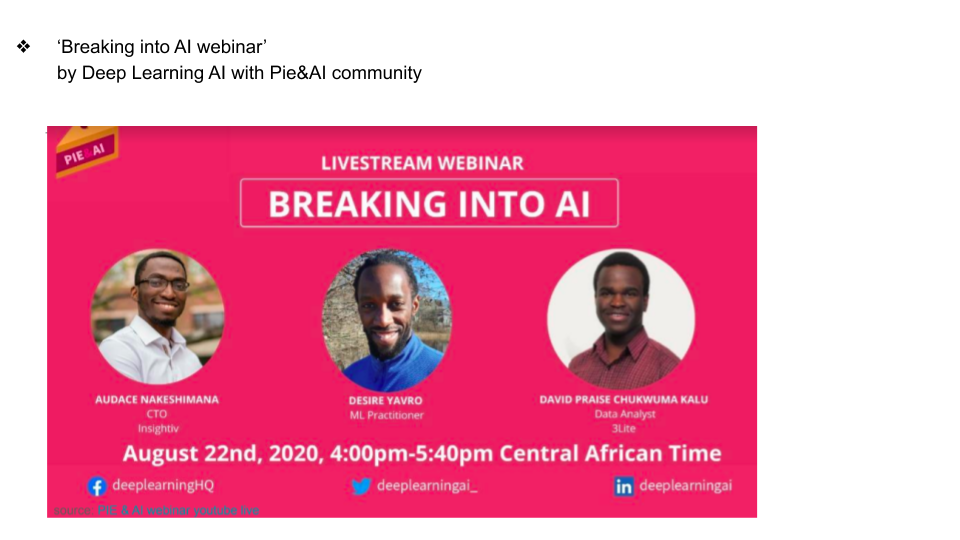 ❖ ‘Breaking into AI webinar’
by Deep Learning AI with Pie&AI community
PIE & AI
LIVESTREAM WEBINAR
BREAKING INTO AI
AUDACE NAKESHIMANA
CTO
Insightiv
DESIRE YAVRO
ML Practitioner
DAVID PRAISE CHUKWUMA KALU
Data Analyst
3Lite
August 22nd, 2020, 4:00pm-5:40pm Central African Time
deeplearningHQ
deeplearningai_
deeplearningai
source: PIE & AI webinar youtube live